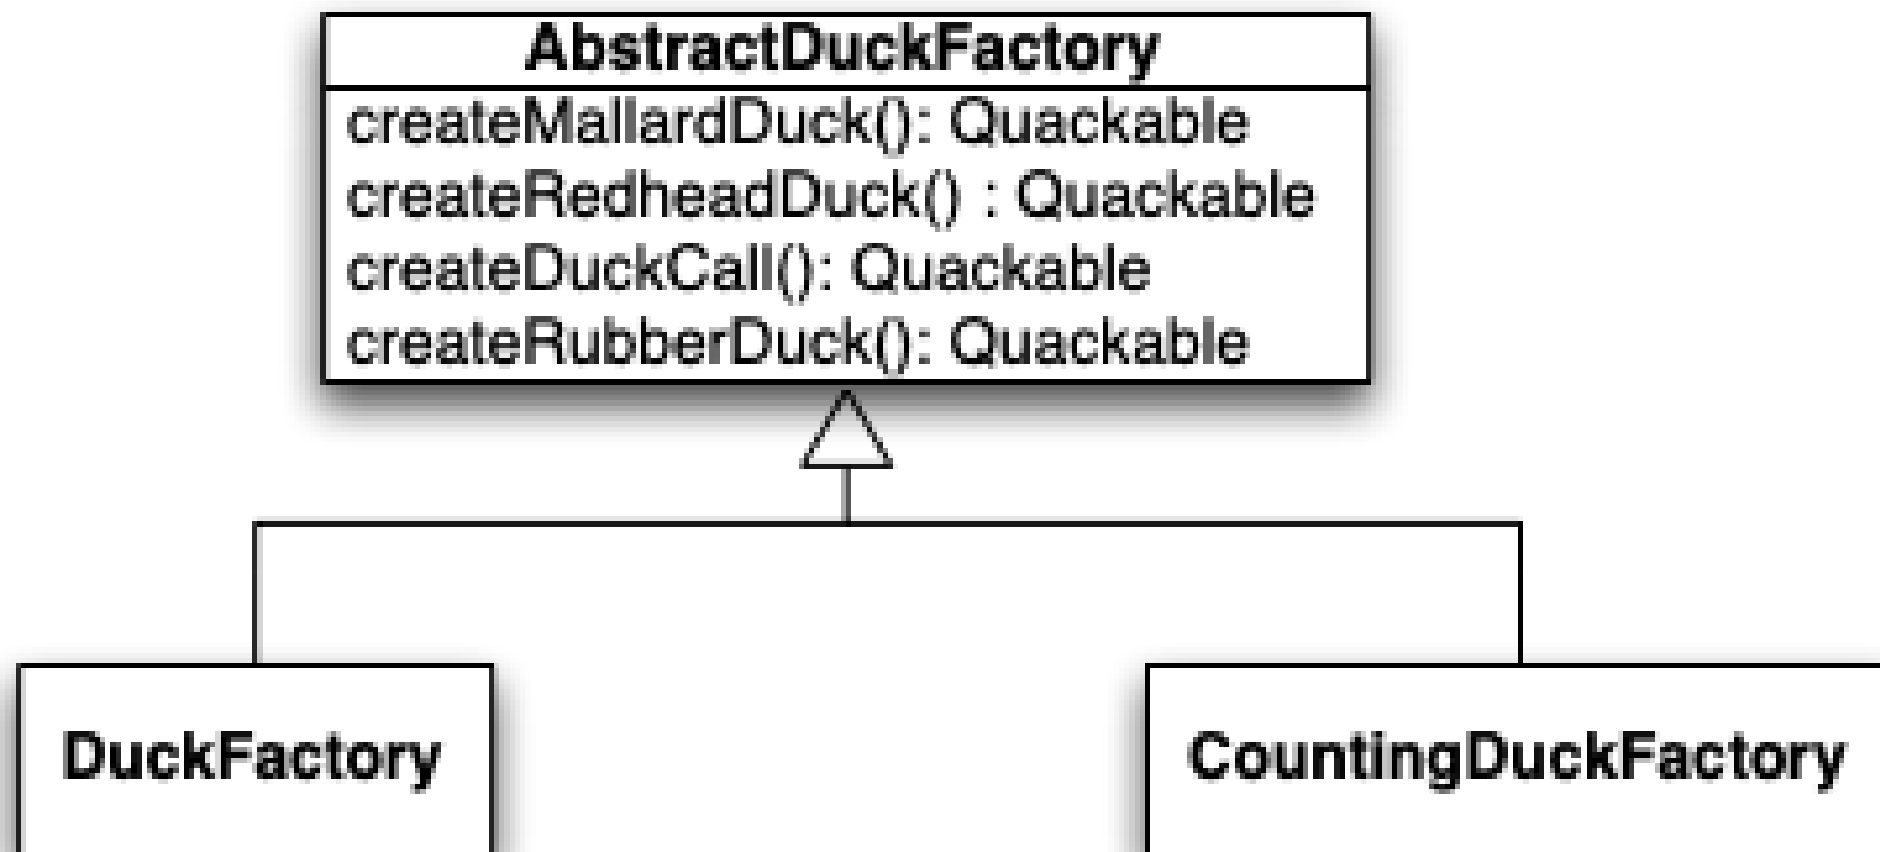 AbstractDuckFactory
createMallardDuck(): Quackable
createRedheadDuck() : Quackable
createDuckCall(): Quackable
createRubberDuck(): Quackable
DuckFactory
CountingDuckFactory